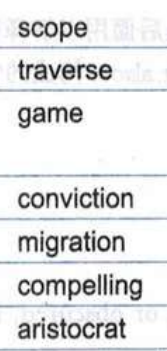 scope
traverse
game
conviction
migration
compelling
aristocrat